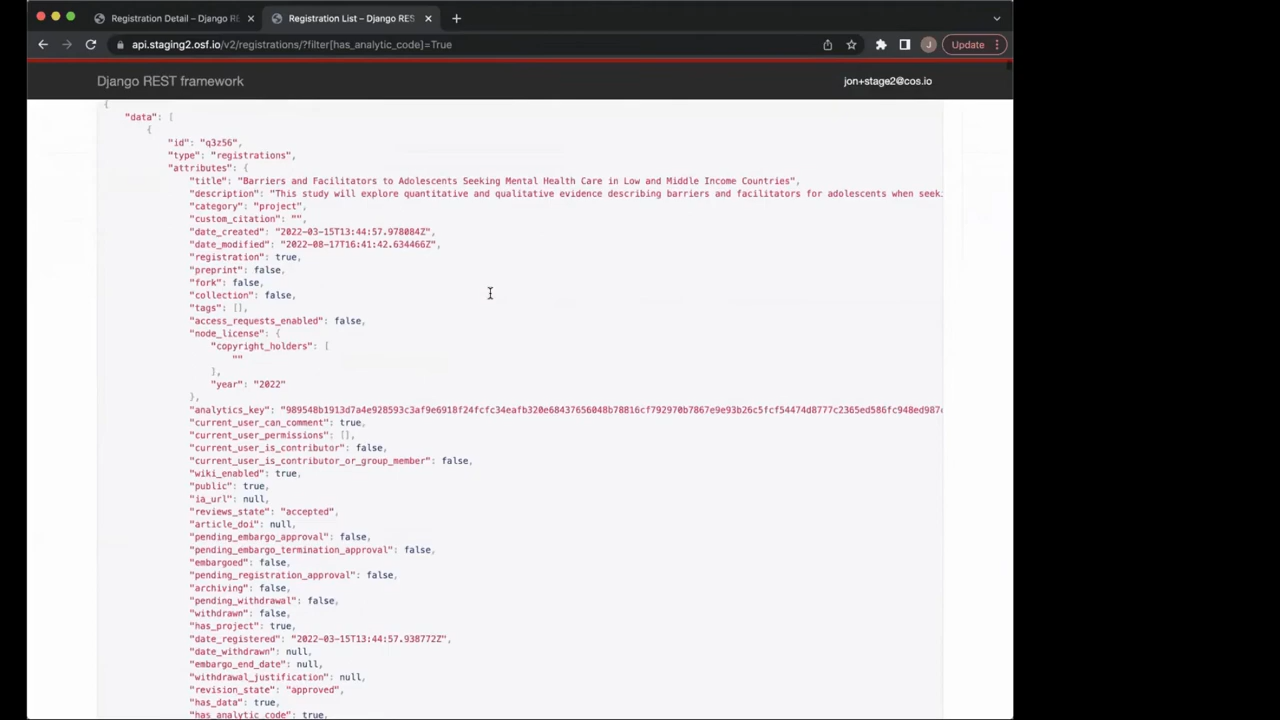 Registration Detail – Django RE
Registration List – Django RES
api.staging2.osf.io/v2/registrations/?filter[has_analytic_code]=True
J
Update
Django REST framework
jon+stage2@cos.io
{
"data": [
{
"id": "q3z56",
"type": "registrations",
"attributes": {
"title": "Barriers and Facilitators to Adolescents Seeking Mental Health Care in Low and Middle Income Countries",
"description": "This study will explore quantitative and qualitative evidence describing barriers and facilitators for adolescents when seeki
"category": "project",
"custom_citation": "",
"date_created": "2022-03-15T13:44:57.978084Z",
"date_modified": "2022-08-17T16:41:42.634466Z",
"registration": true,
"preprint": false,
"fork": false,
"collection": false,
"tags": [],
"access_requests_enabled": false,
"node_license": {
"copyright_holders": [
""
],
"year": "2022"
},
"analytics_key": "989548b1913d7a4e928593c3af9e6918f24fcfc34eafb320e68437656048b78816cf792970b7867e9e93b26c5fcf54474d8777c2365ed586fc948ed987c
"current_user_can_comment": true,
"current_user_permissions": [],
"current_user_is_contributor": false,
"current_user_is_contributor_or_group_member": false,
"wiki_enabled": true,
"public": true,
"ia_url": null,
"reviews_state": "accepted",
"article_doi": null,
"pending_embargo_approval": false,
"pending_embargo_termination_approval": false,
"embargoed": false,
"pending_registration_approval": false,
"archiving": false,
"pending_withdrawal": false,
"withdrawn": false,
"has_project": true,
"date_registered": "2022-03-15T13:44:57.938772Z",
"date_withdrawn": null,
"embargo_end_date": null,
"withdrawal_justification": null,
"revision_state": "approved",
"has_data": true,
"has_analytic_code": true,